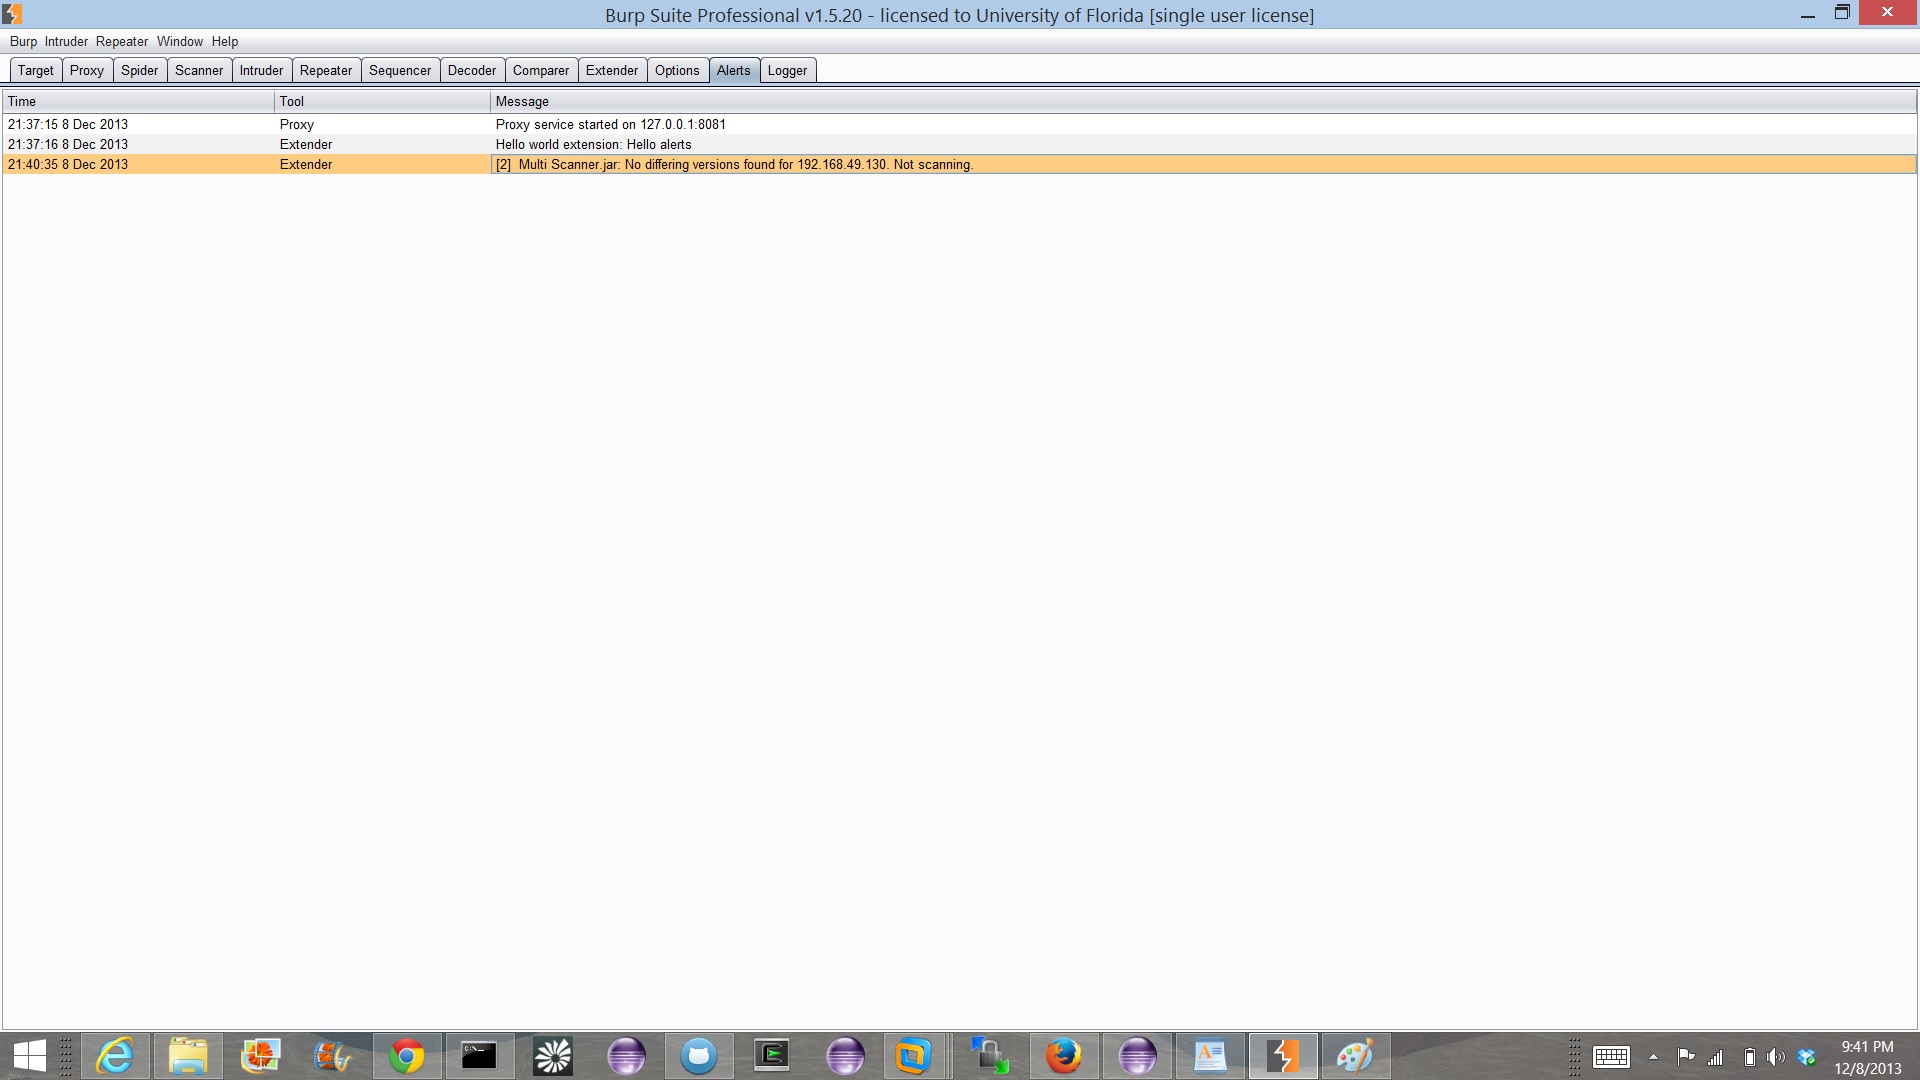 Burp Suite Professional v1.5.20 - licensed to University of Florida [single user license]
Burp Intruder Repeater Window Help
Target Proxy Spider Scanner Intruder Repeater Sequencer Decoder Comparer Extender Options Alerts Logger
Time Tool Message
21:37:15 8 Dec 2013 Proxy Proxy service started on 127.0.0.1:8081
21:37:16 8 Dec 2013 Extender Hello world extension: Hello alerts
21:40:35 8 Dec 2013 Extender [2]  Multi Scanner.jar: No differing versions found for 192.168.49.130. Not scanning.
9:41 PM
12/8/2013